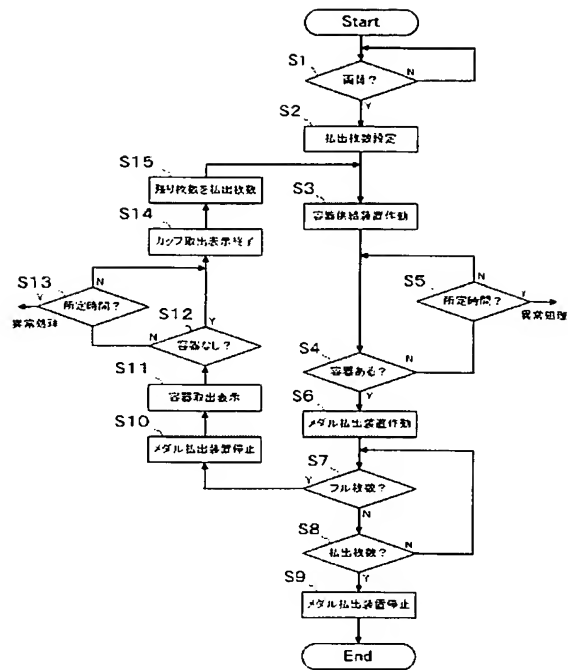 Start
S1
両替?
N
Y
S2
払出枚数設定
S15
残り枚数を払出枚数
S3
容器供給装置作動
S14
カップ取出表示終了
S13
所定時間?
N
Y
異常処理
S5
所定時間?
N
Y
異常処理
S12
容器なし?
Y
N
S4
容器ある?
N
Y
S11
容器取出表示
S6
メダル払出装置作動
S10
メダル払出装置停止
S7
フル枚数?
Y
N
S8
払出枚数?
N
Y
S9
メダル払出装置停止
End